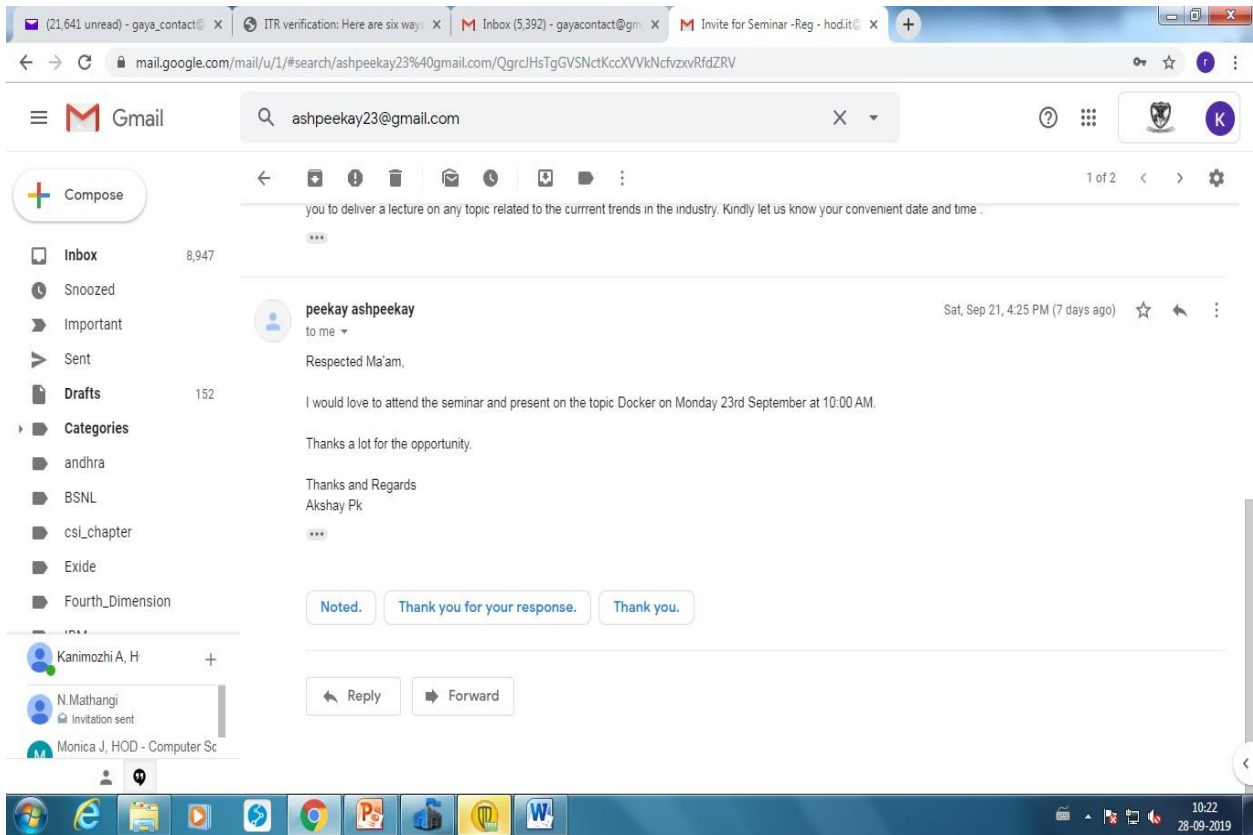 (21,641 unread) - gaya_contact@
ITR verification: Here are six ways
Inbox (5,392) - gayacontact@gm
Invite for Seminar -Reg - hod.it@
mail.google.com/mail/u/1/#search/ashpeekay23%40gmail.com/QgrcJHsTgGVSNctKccXVVkNcfvzxvRfdZRV
r
Gmail
ashpeekay23@gmail.com
K
Compose
1 of 2
you to deliver a lecture on any topic related to the currrent trends in the industry. Kindly let us know your convenient date and time .
Inbox 8,947
Snoozed
Important
Sent
Drafts 152
Categories
andhra
BSNL
csi_chapter
Exide
Fourth_Dimension
peekay ashpeekay
Sat, Sep 21, 4:25 PM (7 days ago)
to me
Respected Ma'am,
I would love to attend the seminar and present on the topic Docker on Monday 23rd September at 10:00 AM.
Thanks a lot for the opportunity.
Thanks and Regards
Akshay Pk
Noted.
Thank you for your response.
Thank you.
Reply
Forward
Kanimozhi A, H
N.Mathangi
Invitation sent
M
Monica J, HOD - Computer Sc
10:22
28-09-2019